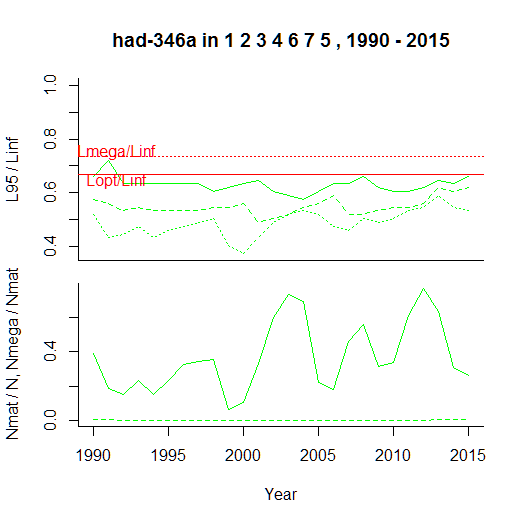 had-346a in 1 2 3 4 6 7 5 , 1990 - 2015
L95 / Linf
1.0
0.8
0.6
0.4
Lmega/Linf
Lopt/Linf
Nmat / N, Nmega / Nmat
0.4
0.0
1990 1995 2000 2005 2010 2015
Year